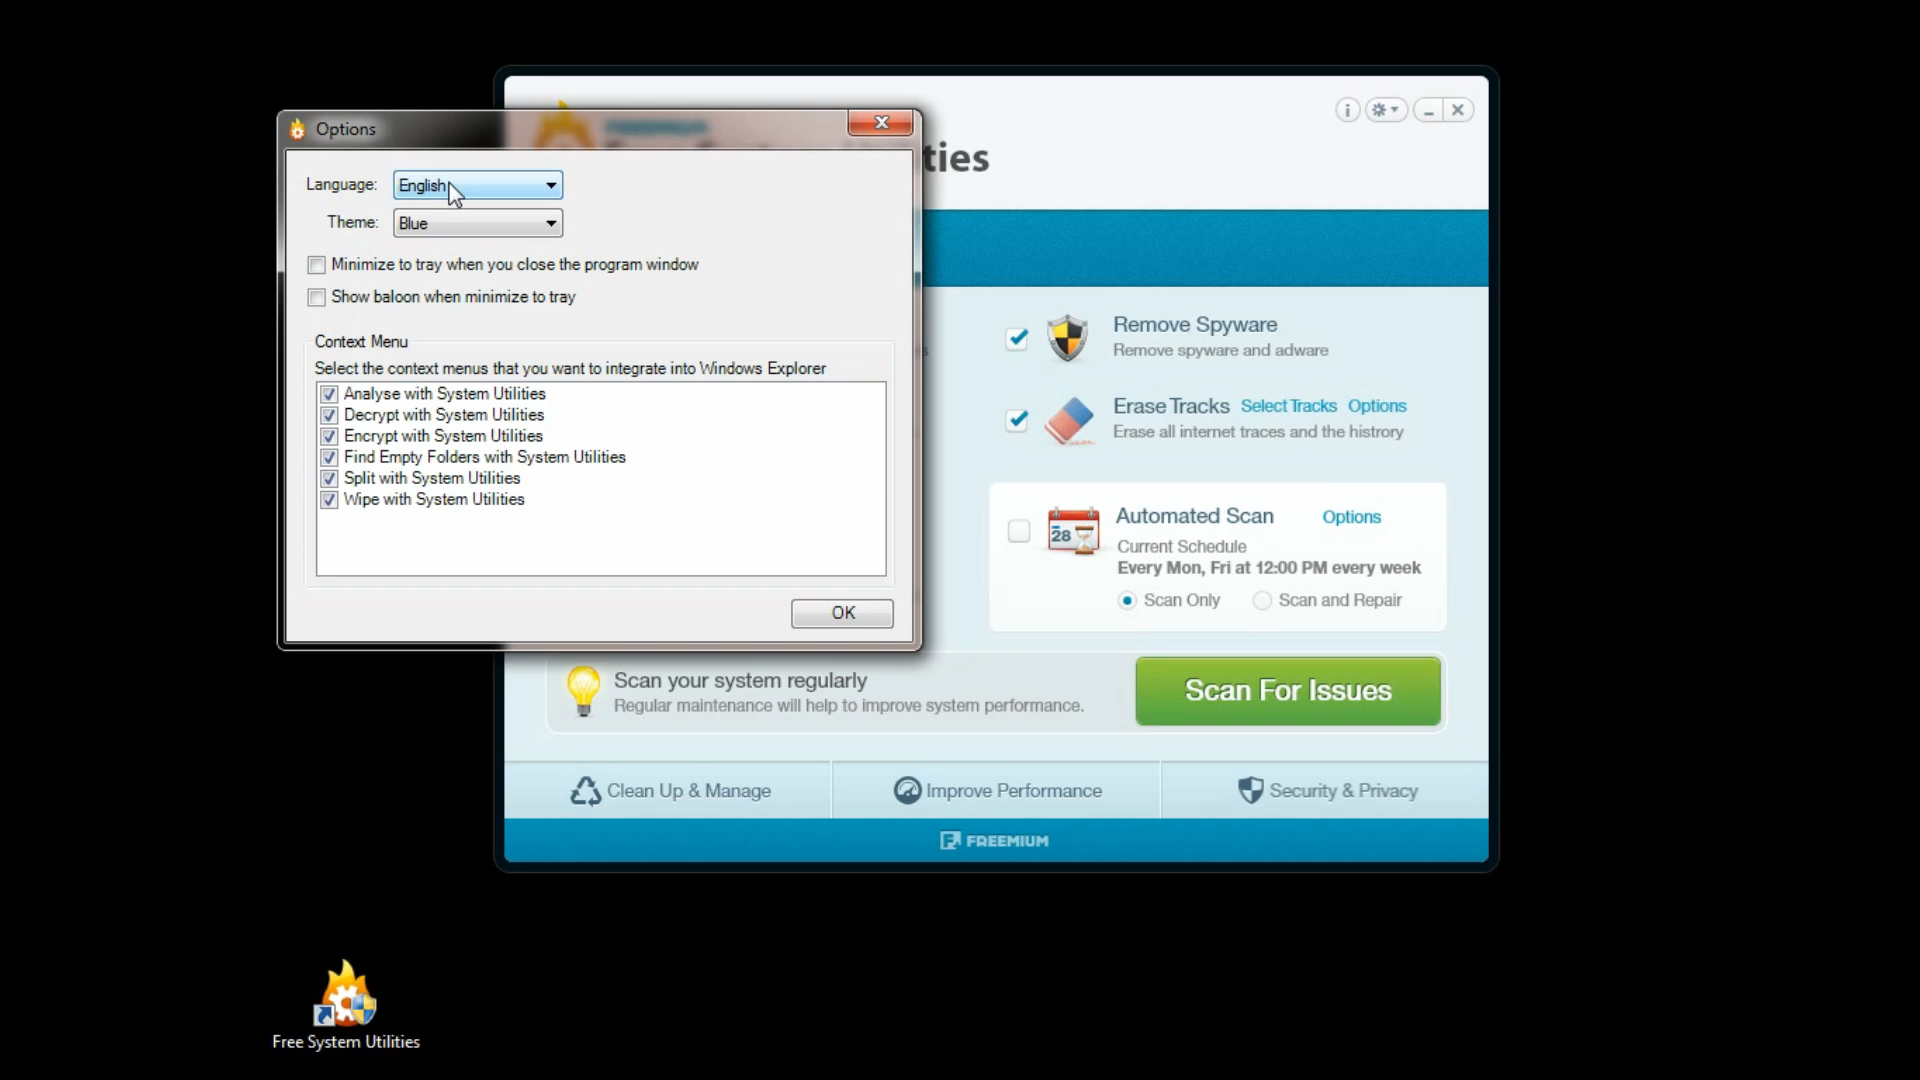 Options
Language: English
Theme: Blue
Minimize to tray when you close the program window
Show baloon when minimize to tray
Context Menu
Select the context menus that you want to integrate into Windows Explorer
Analyse with System Utilities
Decrypt with System Utilities
Encrypt with System Utilities
Find Empty Folders with System Utilities
Split with System Utilities
Wipe with System Utilities
OK
FREEMIUM
ties
Remove Spyware
Remove spyware and adware
Erase Tracks Select Tracks Options
Erase all internet traces and the histrory
Automated Scan Options
28
Current Schedule
Every Mon, Fri at 12:00 PM every week
Scan Only Scan and Repair
Scan your system regularly
Regular maintenance will help to improve system performance.
Scan For Issues
Clean Up & Manage
Improve Performance
Security & Privacy
FREEMIUM
Free System Utilities